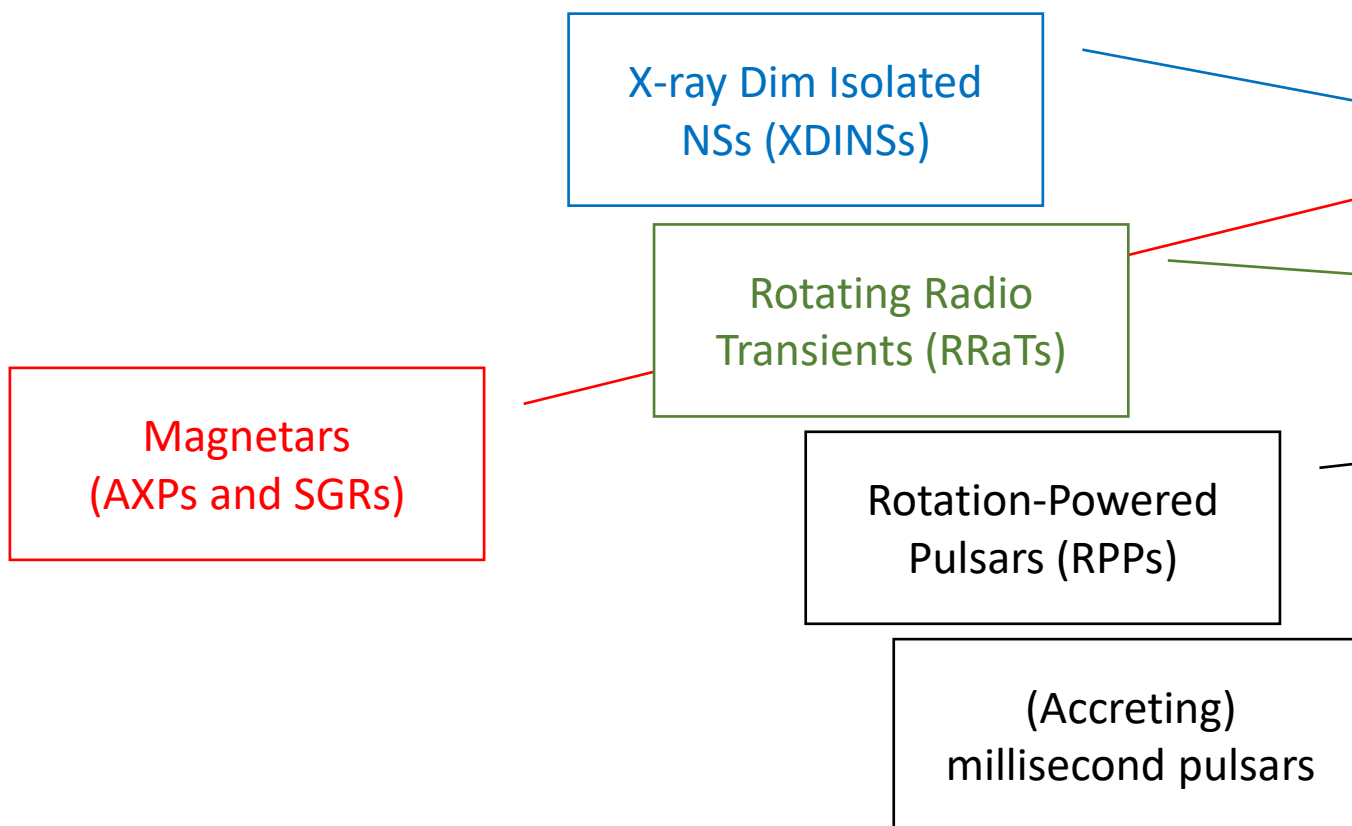 X-ray Dim Isolated
NSs (XDINSs)
Rotating Radio
Transients (RRaTs)
Magnetars
(AXPs and SGRs)
Rotation-Powered
Pulsars (RPPs)
(Accreting)
millisecond pulsars